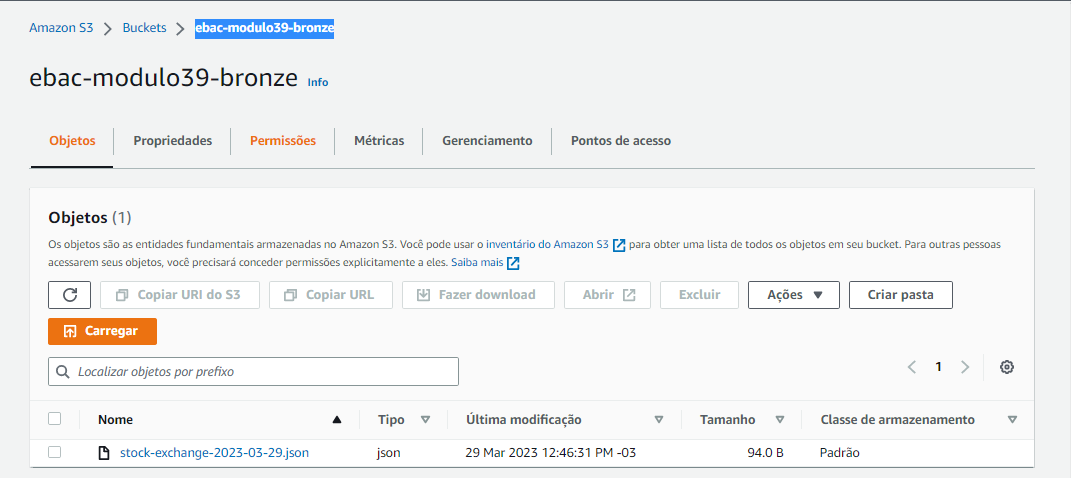 Amazon S3 > Buckets > ebac-modulo39-bronze
ebac-modulo39-bronze Info
Objetos Propriedades Permissões Métricas Gerenciamento Pontos de acesso
Objetos (1)
Os objetos são as entidades fundamentais armazenadas no Amazon S3. Você pode usar o inventário do Amazon S3 para obter uma lista de todos os objetos em seu bucket. Para outras pessoas
acessarem seus objetos, você precisará conceder permissões explicitamente a eles. Saiba mais
Copiar URI do S3 Copiar URL Fazer download Abrir Excluir Ações Criar pasta
Carregar
Localizar objetos por prefixo
1
Nome Tipo Última modificação Tamanho Classe de armazenamento
stock-exchange-2023-03-29.json json 29 Mar 2023 12:46:31 PM -03 94.0 B Padrão